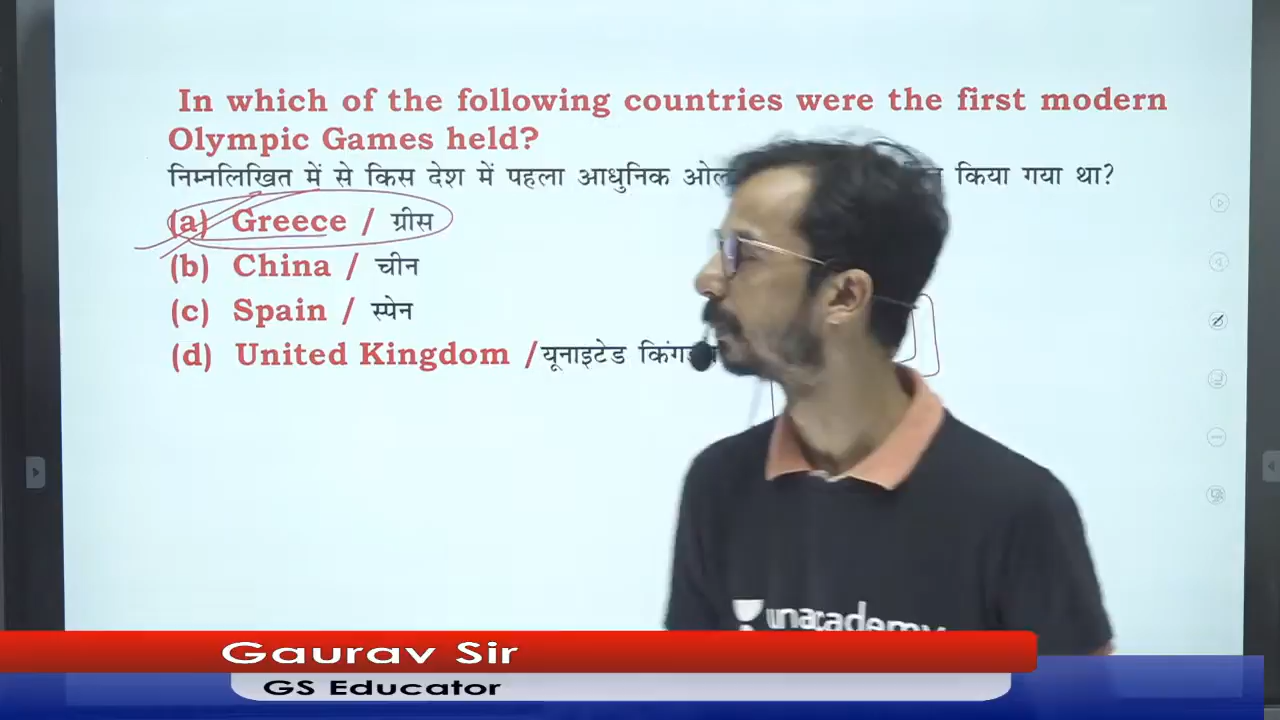 In which of the following countries were the first modern
Olympic Games held?
निम्नलिखित में से किस देश में पहला आधुनिक किया गया था?
(a) Greece / ग्रीस
(b) China / चीन
(c) Spain / स्पेन
(d) United Kingdom / यूनाइटेड
unacademy
Gaurav Sir
GS Educator